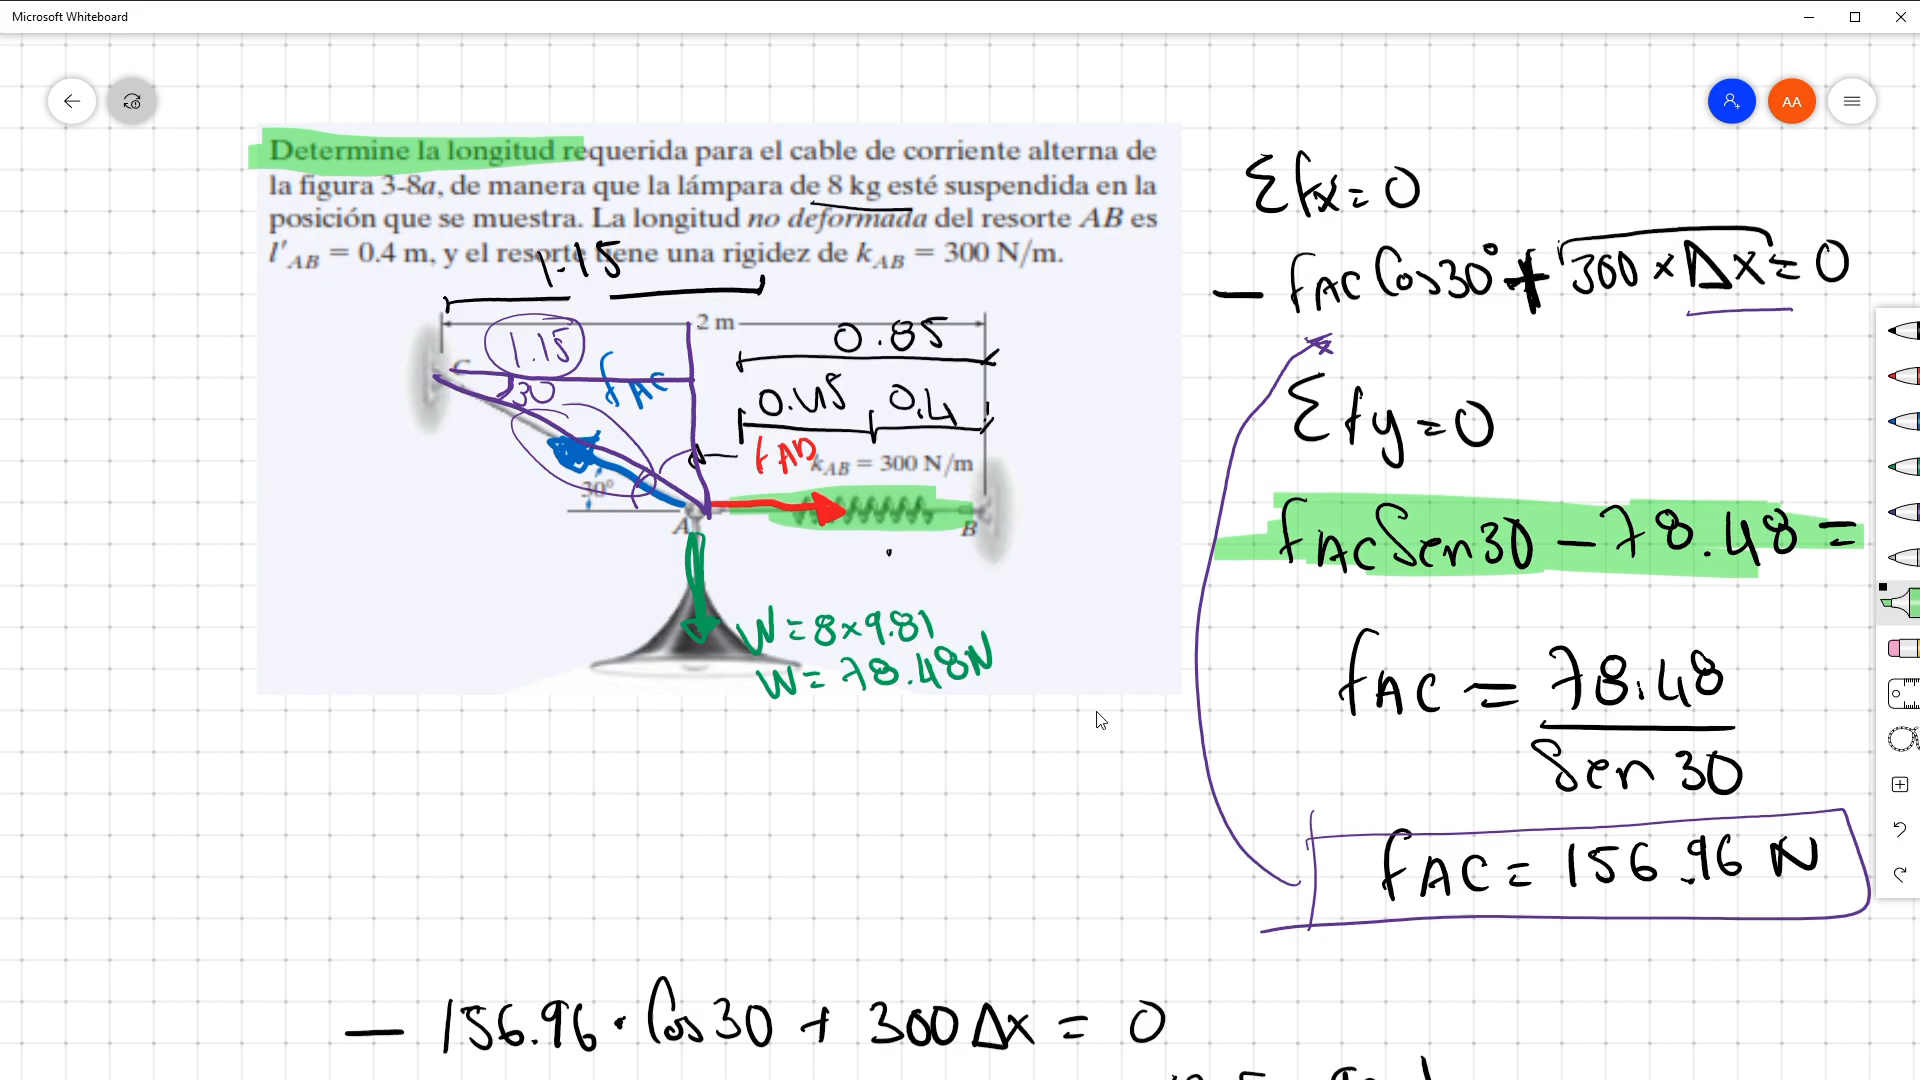 Microsoft Whiteboard
AA
Determine la longitud requerida para el cable de corriente alterna de
la figura 3-8a, de manera que la lámpara de 8 kg esté suspendida en la
posición que se muestra. La longitud no deformada del resorte AB es
l'AB = 0.4 m, y el resorte tiene una rigidez de kAB = 300 N/m.
1.15
2 m
0.85
1.15
C
30
fAC
0.45 0.4
fAB
kAB = 300 N/m
30°
A
B
W = 8 x 9.81
W = 78.48N
Σfx = 0
- fAC Cos30° + 300 x Δx = 0
Σfy = 0
fAC Sen30 - 78.48 =
fAC = 78.48
Sen 30
fAC = 156.96 N
- 156.96 · Cos30 + 300 Δx = 0